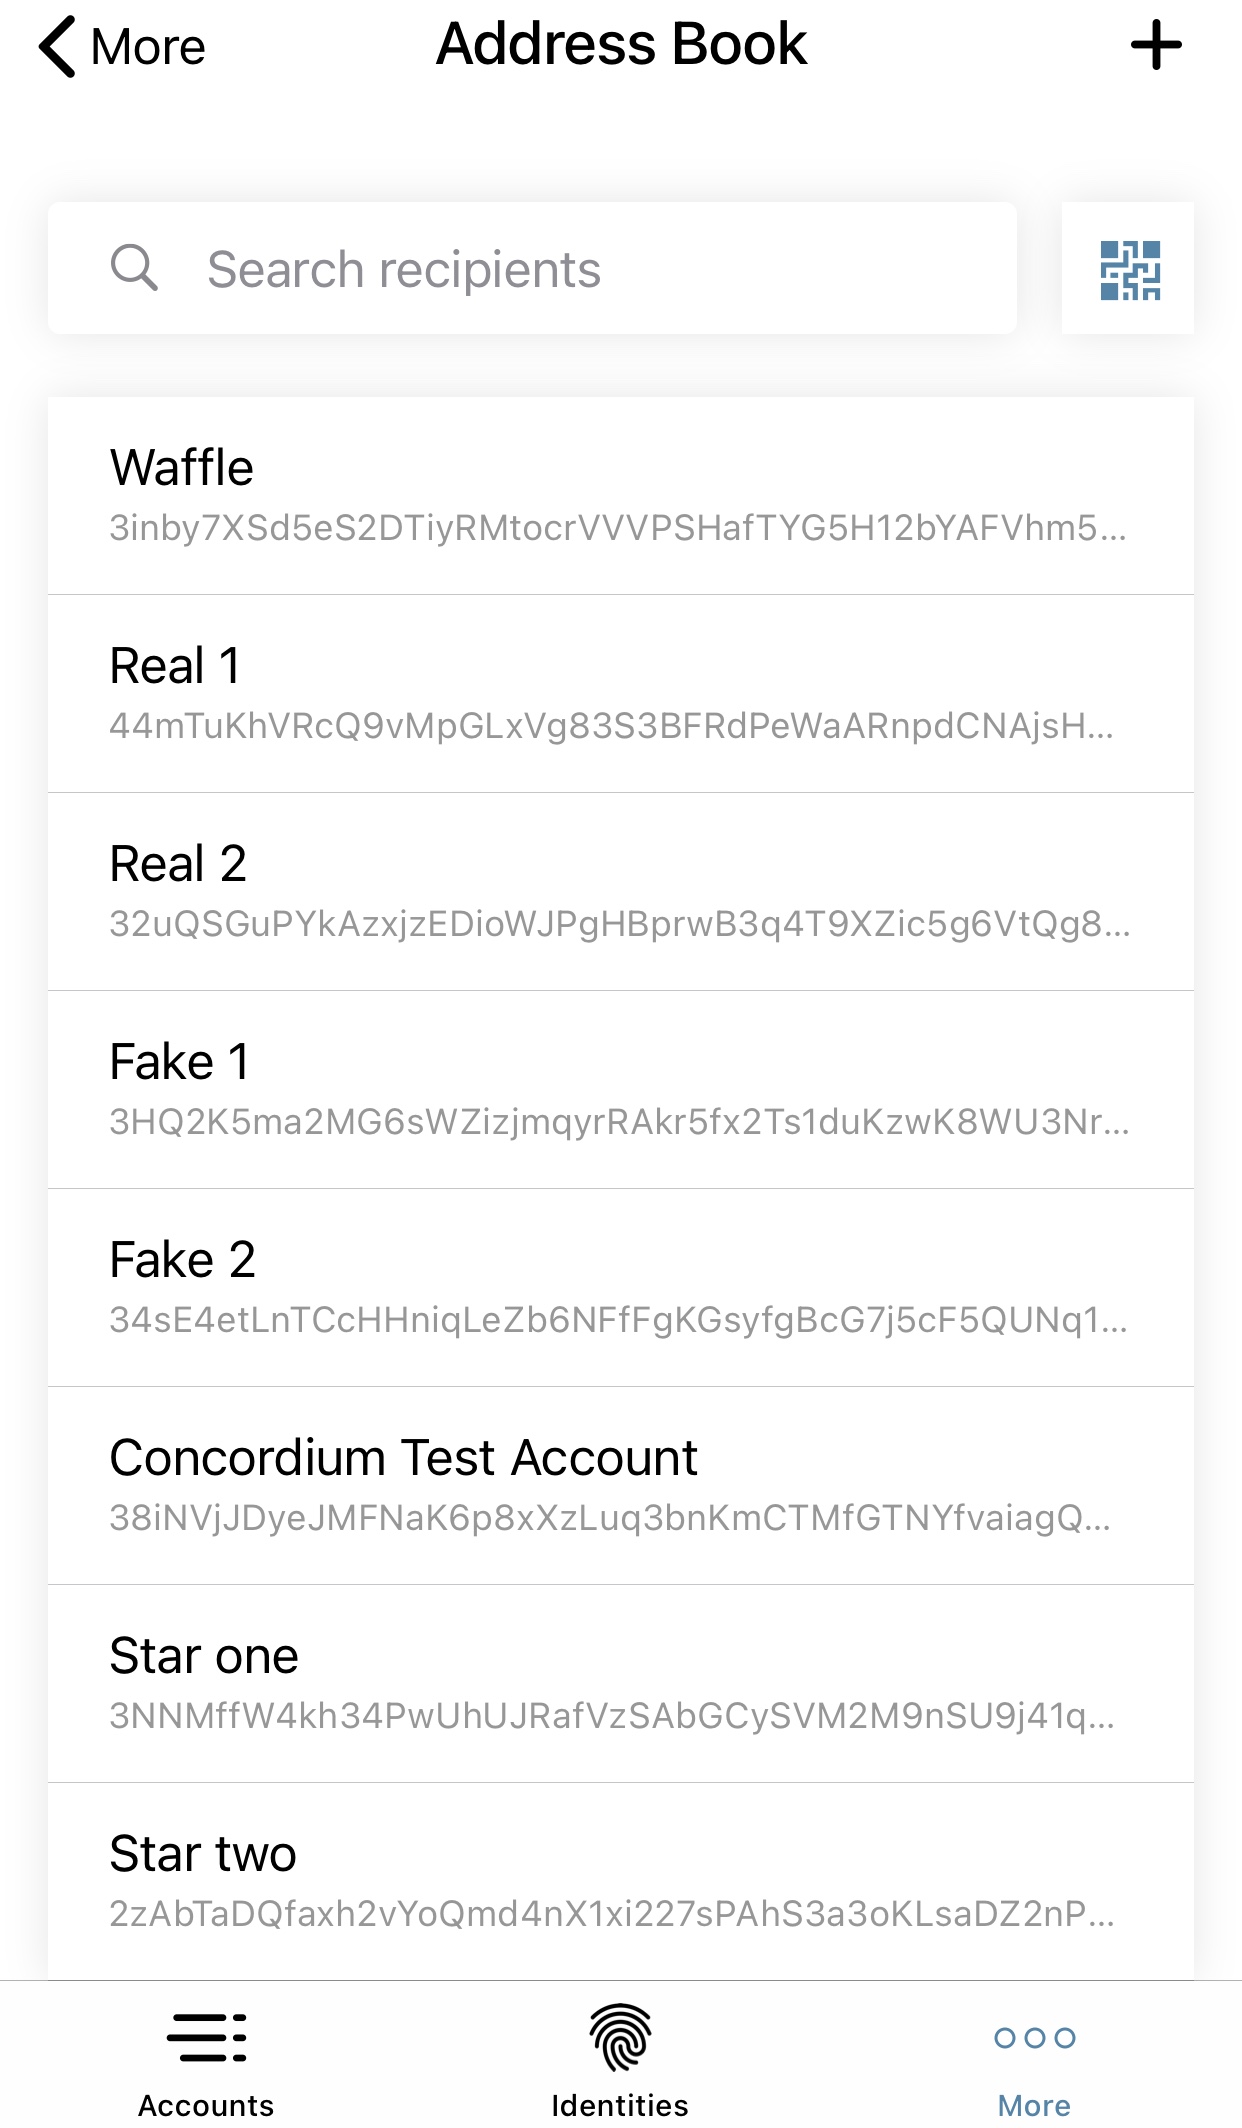 More
Address Book
Search recipients
Waffle
3inby7XSd5eS2DTiyRMtocrVVVPSHafTYG5H12bYAFVhm5...
Real 1
44mTuKhVRcQ9vMpGLxVg83S3BFRdPeWaARnpdCNAjsH...
Real 2
32uQSGuPYkAzxjzEDioWJPgHBprwB3q4T9XZic5g6VtQg8...
Fake 1
3HQ2K5ma2MG6sWZizjmqyrRAkr5fx2Ts1duKzwK8WU3Nr...
Fake 2
34sE4etLnTCcHHniqLeZb6NFfFgKGsyfgBcG7j5cF5QUNq1...
Concordium Test Account
38iNVjJDyeJMFNaK6p8xXzLuq3bnKmCTMfGTNYfvaiagQ...
Star one
3NNMffW4kh34PwUhUJRafVzSAbGCySVM2M9nSU9j41q...
Star two
2zAbTaDQfaxh2vYoQmd4nX1xi227sPAhS3a3oKLsaDZ2nP...
Accounts
Identities
More